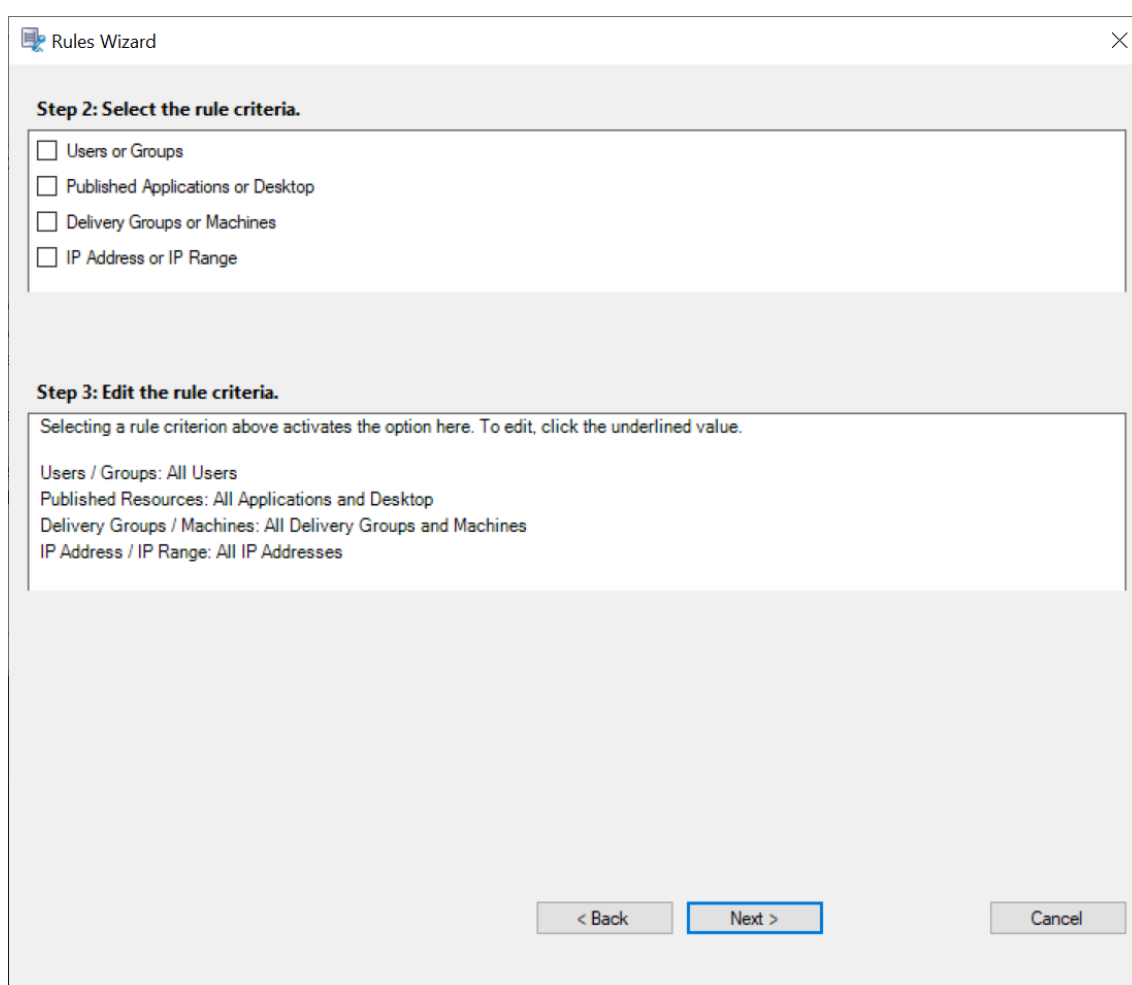 Rules Wizard
Step 2: Select the rule criteria.
Users or Groups
Published Applications or Desktop
Delivery Groups or Machines
IP Address or IP Range
Step 3: Edit the rule criteria.
Selecting a rule criterion above activates the option here. To edit, click the underlined value.
Users / Groups: All Users
Published Resources: All Applications and Desktop
Delivery Groups / Machines: All Delivery Groups and Machines
IP Address / IP Range: All IP Addresses
< Back Next > Cancel